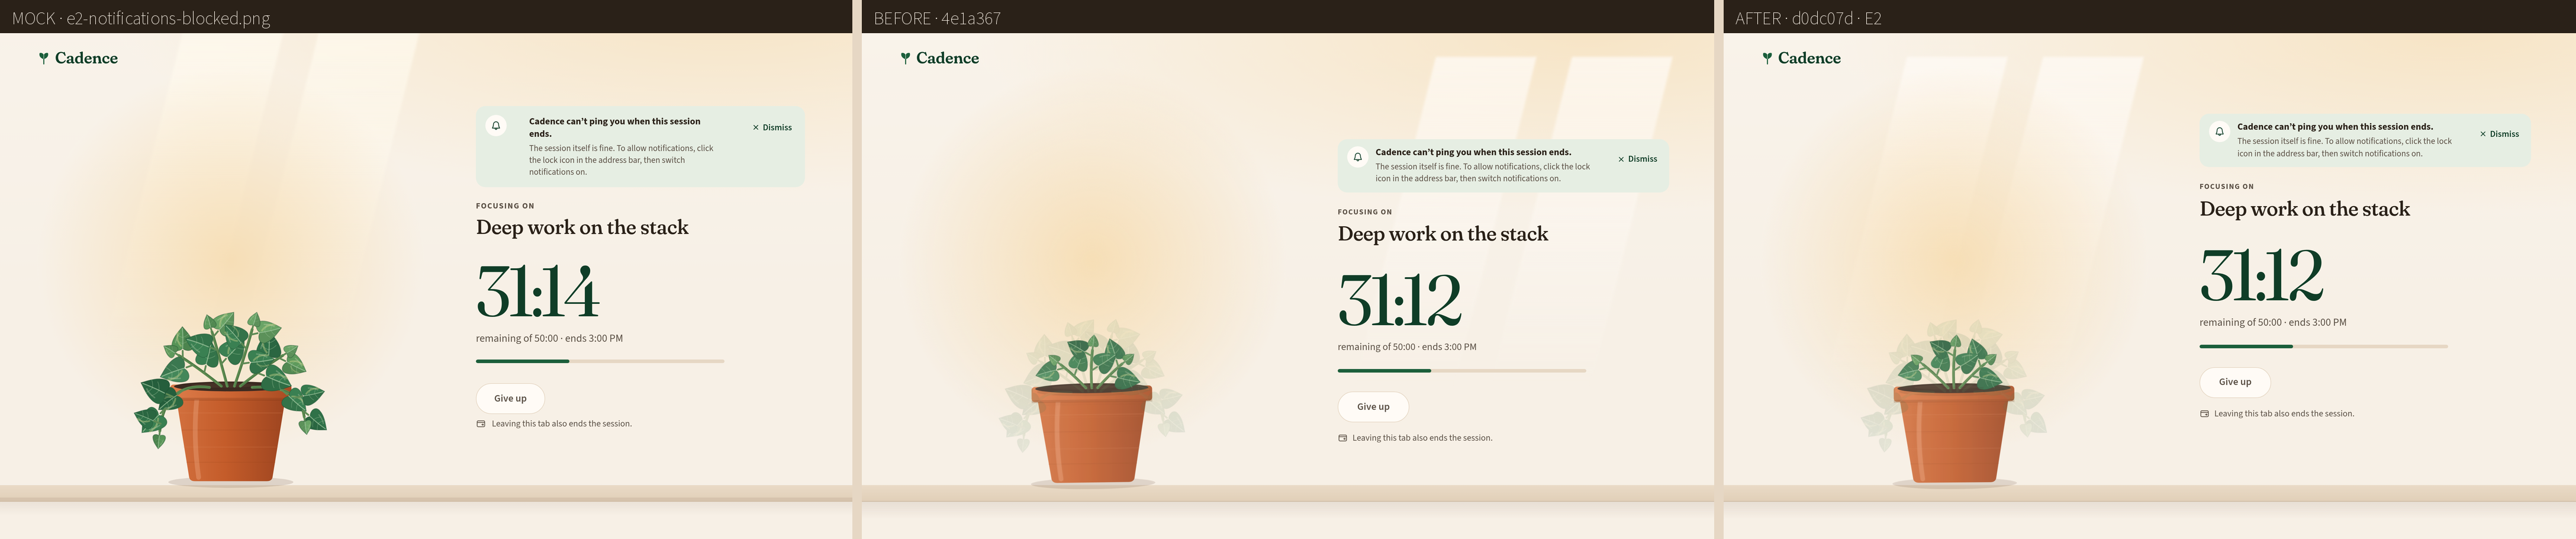 MOCK · e2-notifications-blocked.png
Cadence
Cadence can’t ping you when this session
ends.
The session itself is fine. To allow notifications, click
the lock icon in the address bar, then switch
notifications on.
× Dismiss
FOCUSING ON
Deep work on the stack
31:14
remaining of 50:00 · ends 3:00 PM
Give up
Leaving this tab also ends the session.
BEFORE · 4e1a367
Cadence
Cadence can’t ping you when this session ends.
The session itself is fine. To allow notifications, click the lock
icon in the address bar, then switch notifications on.
× Dismiss
FOCUSING ON
Deep work on the stack
31:12
remaining of 50:00 · ends 3:00 PM
Give up
Leaving this tab also ends the session.
AFTER · d0dc07d · E2
Cadence
Cadence can’t ping you when this session ends.
The session itself is fine. To allow notifications, click the lock
icon in the address bar, then switch notifications on.
× Dismiss
FOCUSING ON
Deep work on the stack
31:12
remaining of 50:00 · ends 3:00 PM
Give up
Leaving this tab also ends the session.